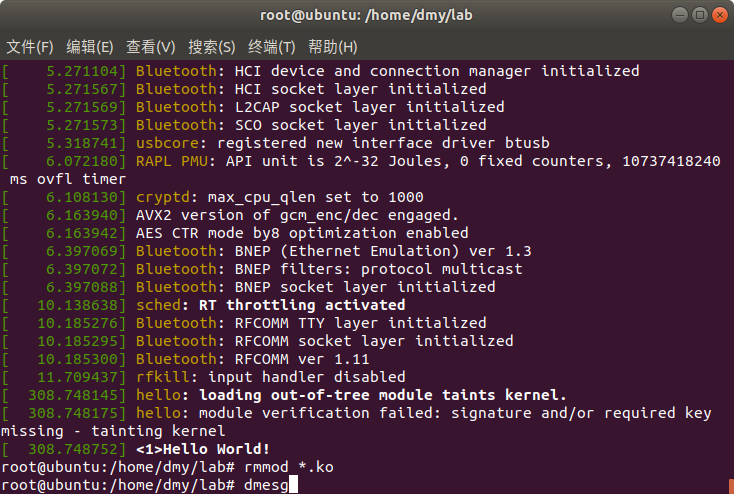 root@ubuntu: /home/dmy/lab
文件(F) 编辑(E) 查看(V) 搜索(S) 终端(T) 帮助(H)
[    5.271104] Bluetooth: HCI device and connection manager initialized
[    5.271567] Bluetooth: HCI socket layer initialized
[    5.271569] Bluetooth: L2CAP socket layer initialized
[    5.271573] Bluetooth: SCO socket layer initialized
[    5.318741] usbcore: registered new interface driver btusb
[    6.072180] RAPL PMU: API unit is 2^-32 Joules, 0 fixed counters, 10737418240
 ms ovfl timer
[    6.108130] cryptd: max_cpu_qlen set to 1000
[    6.163940] AVX2 version of gcm_enc/dec engaged.
[    6.163942] AES CTR mode by8 optimization enabled
[    6.397069] Bluetooth: BNEP (Ethernet Emulation) ver 1.3
[    6.397072] Bluetooth: BNEP filters: protocol multicast
[    6.397088] Bluetooth: BNEP socket layer initialized
[   10.138638] sched: RT throttling activated
[   10.185276] Bluetooth: RFCOMM TTY layer initialized
[   10.185295] Bluetooth: RFCOMM socket layer initialized
[   10.185300] Bluetooth: RFCOMM ver 1.11
[   11.709437] rfkill: input handler disabled
[  308.748145] hello: loading out-of-tree module taints kernel.
[  308.748175] hello: module verification failed: signature and/or required key
missing - tainting kernel
[  308.748752] <1>Hello World!
root@ubuntu:/home/dmy/lab# rmmod *.ko
root@ubuntu:/home/dmy/lab# dmesg